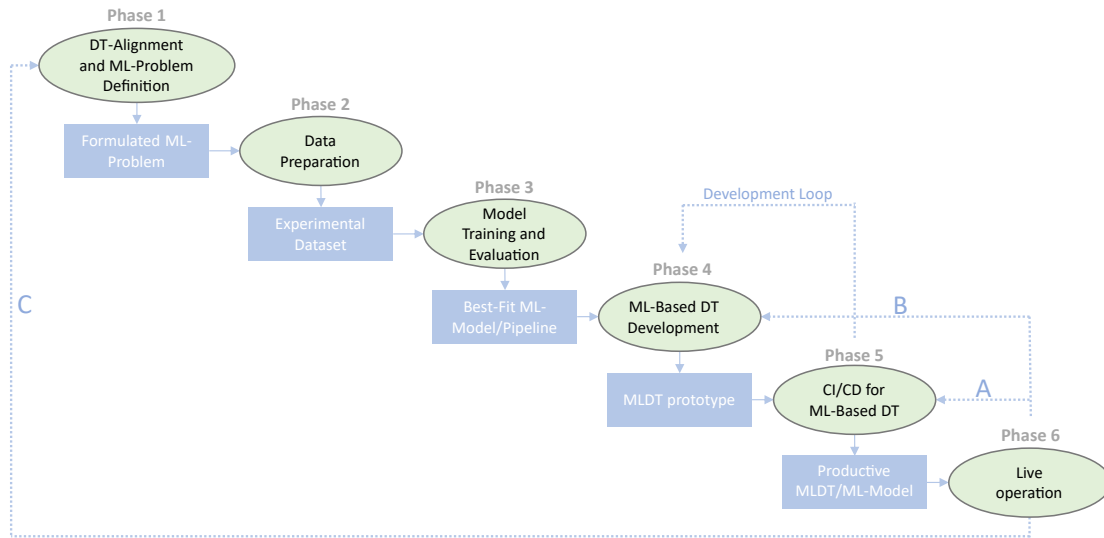 Phase 1
DT-Alignment
and ML-Problem
Definition
Formulated ML-
Problem
Phase 2
Data
Preparation
Experimental
Dataset
Phase 3
Model
Training and
Evaluation
Best-Fit ML-
Model/Pipeline
Development Loop
Phase 4
ML-Based DT
Development
MLDT prototype
Phase 5
CI/CD for
ML-Based DT
Productive
MLDT/ML-Model
Phase 6
Live
operation
A
B
C